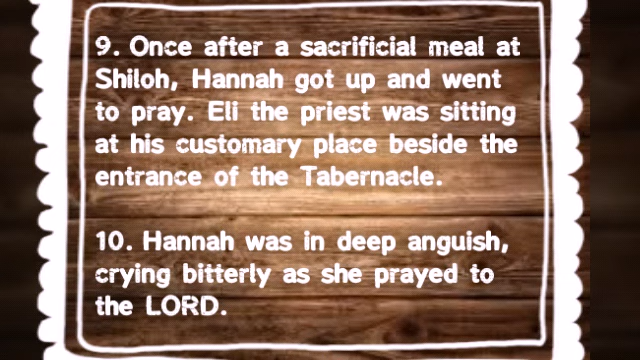 9. Once after a sacrificial meal at
Shiloh, Hannah got up and went
to pray. Eli the priest was sitting
at his customary place beside the
entrance of the Tabernacle.
10. Hannah was in deep anguish,
crying bitterly as she prayed to
the LORD.